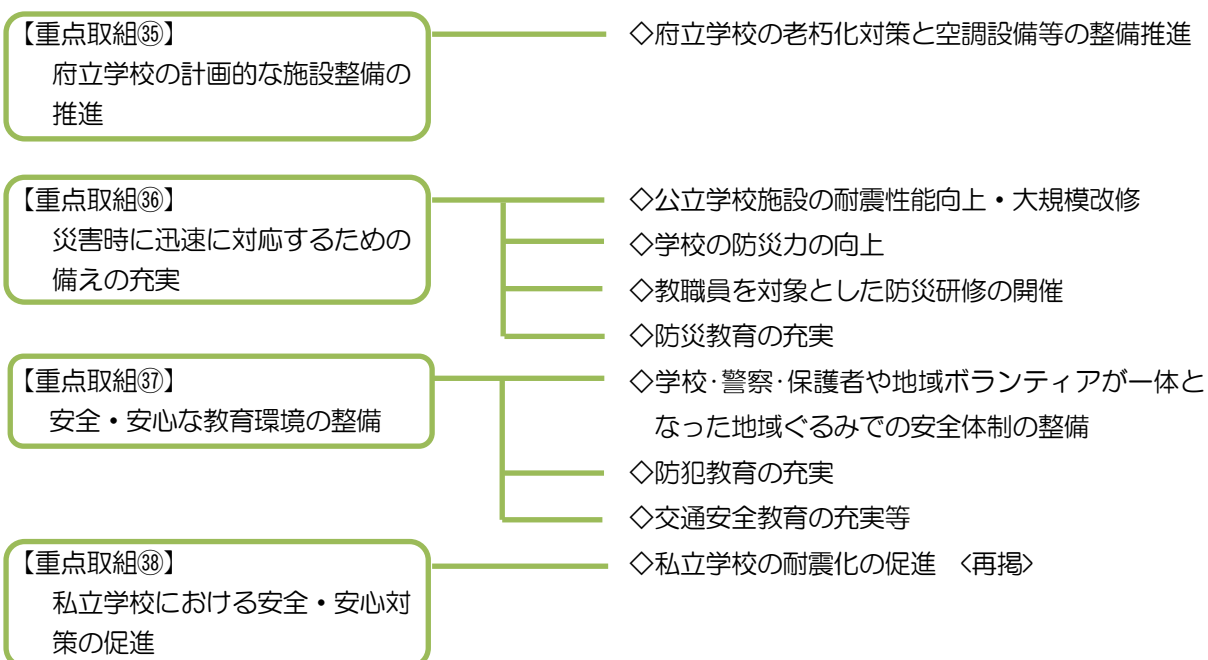 【重点取組㉟】
府立学校の計画的な施設整備の
推進
◇府立学校の老朽化対策と空調設備等の整備推進
【重点取組㊱】
災害時に迅速に対応するための
備えの充実
◇公立学校施設の耐震性能向上・大規模改修
◇学校の防災力の向上
◇教職員を対象とした防災研修の開催
◇防災教育の充実
【重点取組㊲】
安全・安心な教育環境の整備
◇学校・警察・保護者や地域ボランティアが一体と
なった地域ぐるみでの安全体制の整備
◇防犯教育の充実
◇交通安全教育の充実等
【重点取組㊳】
私立学校における安全・安心対
策の促進
◇私立学校の耐震化の促進　〈再掲〉